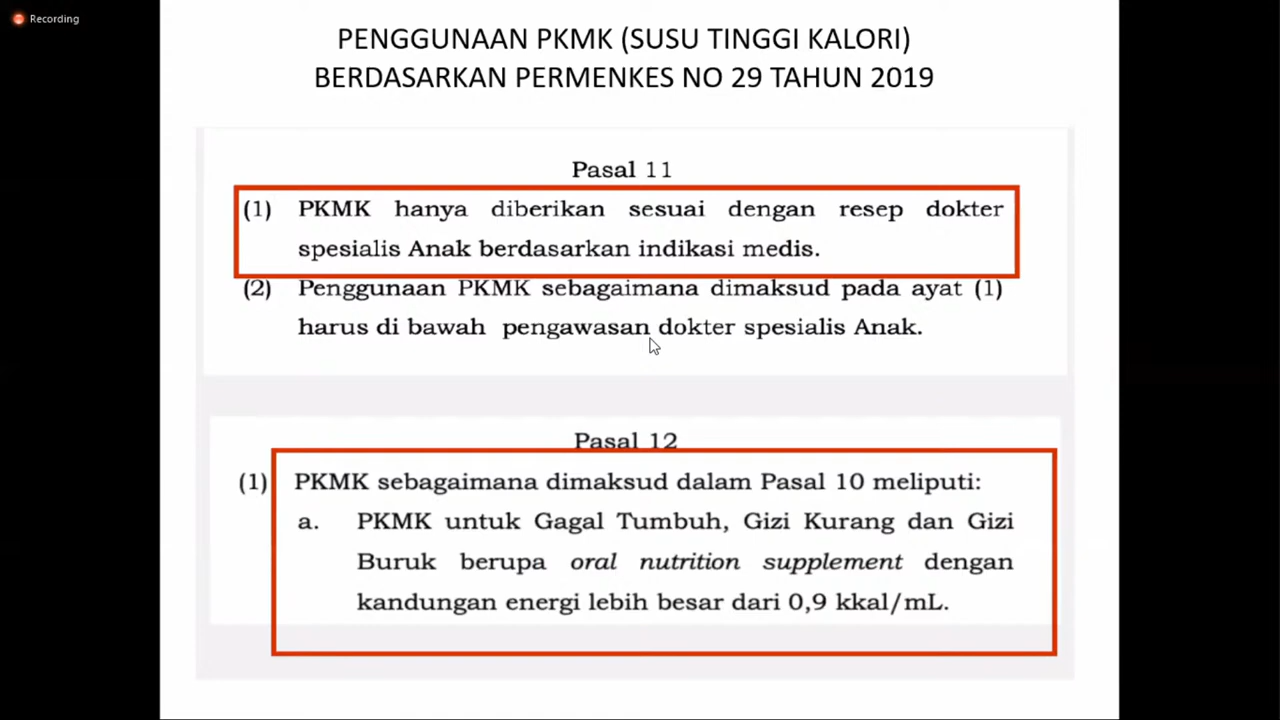 Recording
PENGGUNAAN PKMK (SUSU TINGGI KALORI)
BERDASARKAN PERMENKES NO 29 TAHUN 2019
Pasal 11
(1) PKMK hanya diberikan sesuai dengan resep dokter
spesialis Anak berdasarkan indikasi medis.
(2) Penggunaan PKMK sebagaimana dimaksud pada ayat (1)
harus di bawah pengawasan dokter spesialis Anak.
Pasal 12
(1) PKMK sebagaimana dimaksud dalam Pasal 10 meliputi:
a. PKMK untuk Gagal Tumbuh, Gizi Kurang dan Gizi
Buruk berupa oral nutrition supplement dengan
kandungan energi lebih besar dari 0,9 kkal/mL.